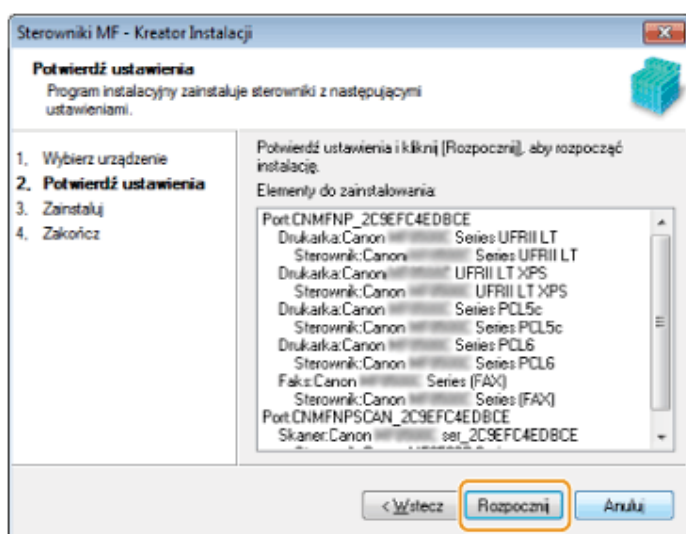 Sterowniki MF - Kreator Instalacji
Potwierdź ustawienia
Program instalacyjny zainstaluje sterowniki z następującymi
ustawieniami.
1. Wybierz urządzenie
2. Potwierdź ustawienia
3. Zainstaluj
4. Zakończ
Potwierdź ustawienia i kliknij [Rozpocznij], aby rozpocząć
instalację.
Elementy do zainstalowania:
Port:CNMFNP_2C9EFC4EDBCE
Drukarka:Canon Series UFRII LT
Sterownik:Canon Series UFRII LT
Drukarka:Canon UFRII LT XPS
Sterownik:Canon UFRII LT XPS
Drukarka:Canon Series PCL5c
Sterownik:Canon Series PCL5c
Drukarka:Canon Series PCL6
Sterownik:Canon Series PCL6
Faks:Canon Series (FAX)
Sterownik:Canon Series (FAX)
Port:CNMFNPSCAN_2C9EFC4EDBCE
Skaner:Canon ser_2C9EFC4EDBCE
< Wstecz Rozpocznij Anuluj